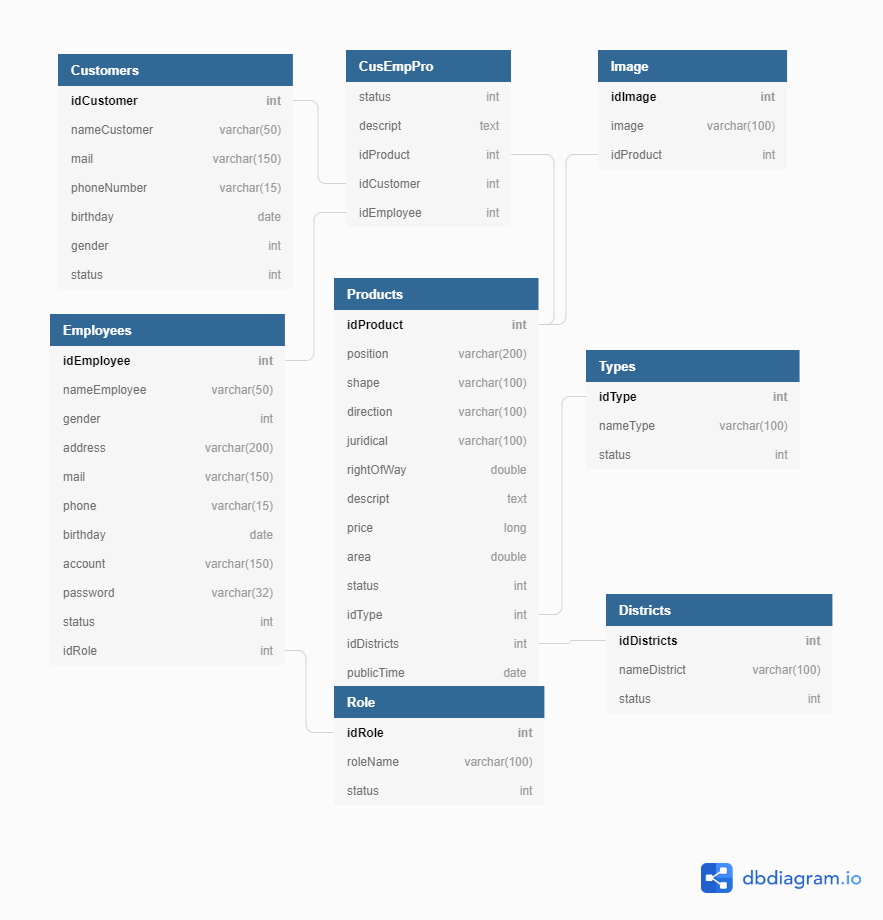 Customers
idCustomer int
nameCustomer varchar(50)
mail varchar(150)
phoneNumber varchar(15)
birthday date
gender int
status int
CusEmpPro
status int
descript text
idProduct int
idCustomer int
idEmployee int
Image
idImage int
image varchar(100)
idProduct int
Employees
idEmployee int
nameEmployee varchar(50)
gender int
address varchar(200)
mail varchar(150)
phone varchar(15)
birthday date
account varchar(150)
password varchar(32)
status int
idRole int
Products
idProduct int
position varchar(200)
shape varchar(100)
direction varchar(100)
juridical varchar(100)
rightOfWay double
descript text
price long
area double
status int
idType int
idDistricts int
publicTime date
Types
idType int
nameType varchar(100)
status int
Districts
idDistricts int
nameDistrict varchar(100)
status int
Role
idRole int
roleName varchar(100)
status int
dbdiagram.io